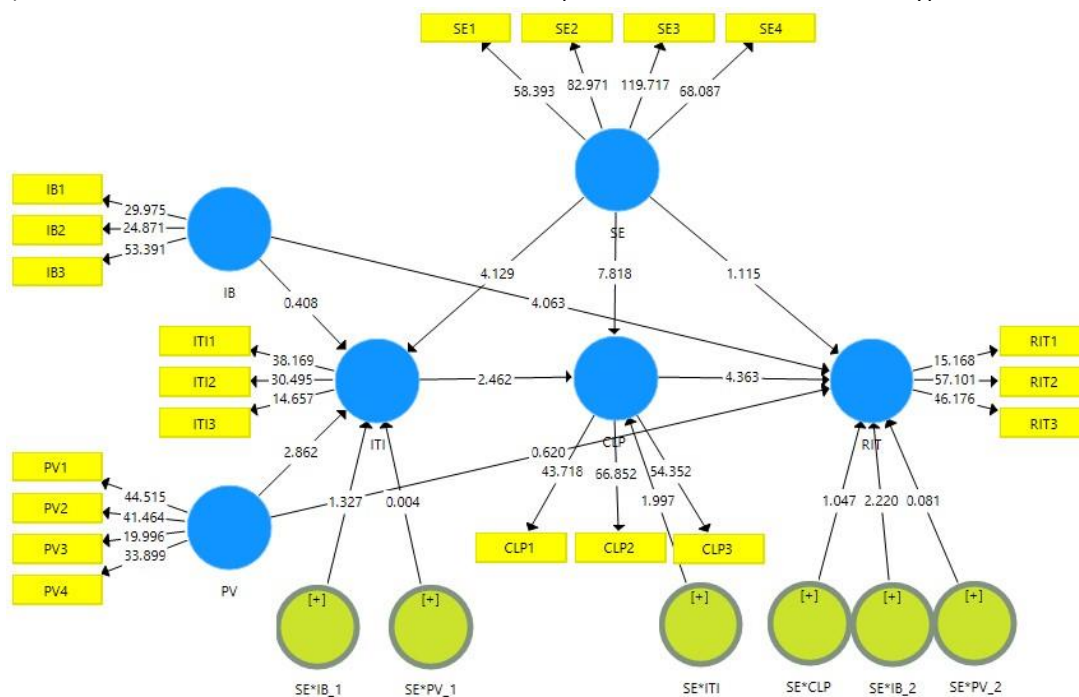 SE1 SE2 SE3 SE4
58.393 82.971 119.717 68.087
SE
IB1
IB2
IB3
29.975
24.871
53.391
IB
4.129 7.818 1.115
0.408 4.063
ITI1
ITI2
ITI3
38.169
30.495
14.657
ITI
2.462
CLP
4.363
RIT
15.168
57.101
46.176
RIT1
RIT2
RIT3
PV1
PV2
PV3
PV4
44.515
41.464
19.996
33.899
PV
2.862 0.620
1.327 0.004
43.718 66.852 54.352
1.997
1.047 2.220 0.081
CLP1 CLP2 CLP3
[+] [+] [+] [+] [+] [+]
SE*IB_1 SE*PV_1 SE*ITI SE*CLP SE*IB_2 SE*PV_2